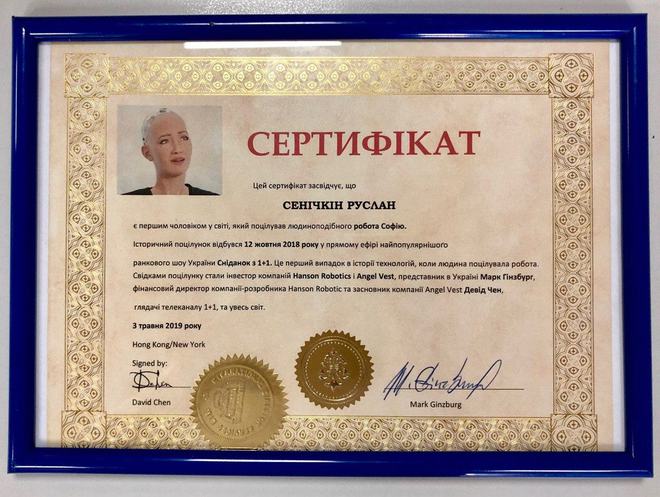 СЕРТИФІКАТ
Цей сертифікат засвідчує, що
СЕНІЧКІН РУСЛАН
є першим чоловіком у світі, який поцілував людиноподібного робота Софію.
Історичний поцілунок відбувся 12 жовтня 2018 року у прямому ефірі найпопулярнішого
ранкового шоу України Сніданок з 1+1. Це перший випадок в історії технологій, коли людина поцілувала робота.
Свідками поцілунку стали інвестор компаній Hanson Robotics і Angel Vest, представник в Україні Марк Гінзбург,
фінансовий директор компанії-розробника Hanson Robotic та засновник компанії Angel Vest Девід Чен,
глядачі телеканалу 1+1, та увесь світ.
3 травня 2019 року
Hong Kong/New York
Signed by:
David Chen
Mark Ginzburg